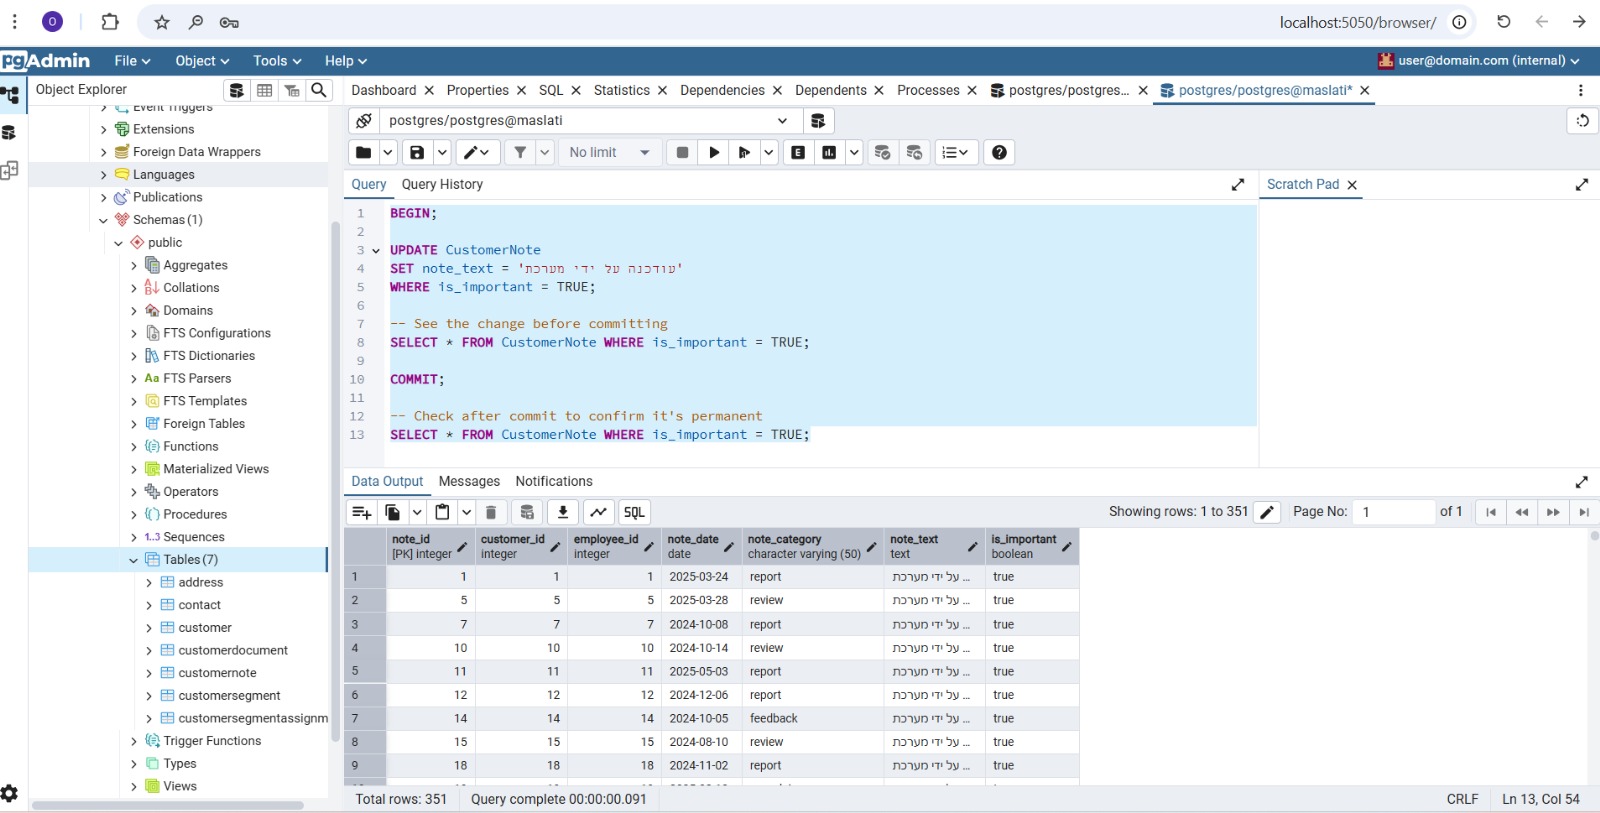 O
localhost:5050/browser/
pgAdmin File Object Tools Help user@domain.com (internal)
Object Explorer
Dashboard Properties SQL Statistics Dependencies Dependents Processes postgres/postgres... postgres/postgres@maslati*
Event Triggers
Extensions
Foreign Data Wrappers
Languages
Publications
Schemas (1)
public
Aggregates
Collations
Domains
FTS Configurations
FTS Dictionaries
Aa FTS Parsers
FTS Templates
Foreign Tables
Functions
Materialized Views
Operators
Procedures
1..3 Sequences
Tables (7)
address
contact
customer
customerdocument
customernote
customersegment
customersegmentassignm
Trigger Functions
Types
Views
postgres/postgres@maslati
No limit E
Query Query History
Scratch Pad
1 BEGIN;
2
3 UPDATE CustomerNote
4 SET note_text = 'עודכנה על ידי מערכת'
5 WHERE is_important = TRUE;
6
7 -- See the change before committing
8 SELECT * FROM CustomerNote WHERE is_important = TRUE;
9
10 COMMIT;
11
12 -- Check after commit to confirm it's permanent
13 SELECT * FROM CustomerNote WHERE is_important = TRUE;
Data Output Messages Notifications
SQL Showing rows: 1 to 351 Page No: 1 of 1
note_id customer_id employee_id note_date note_category note_text is_important
[PK] integer integer integer date character varying (50) text boolean
1 1 1 1 2025-03-24 report על ידי מערכת ... true
2 5 5 5 2025-03-28 review על ידי מערכת ... true
3 7 7 7 2024-10-08 report על ידי מערכת ... true
4 10 10 10 2024-10-14 review על ידי מערכת ... true
5 11 11 11 2025-05-03 report על ידי מערכת ... true
6 12 12 12 2024-12-06 report על ידי מערכת ... true
7 14 14 14 2024-10-05 feedback על ידי מערכת ... true
8 15 15 15 2024-08-10 review על ידי מערכת ... true
9 18 18 18 2024-11-02 report על ידי מערכת ... true
Total rows: 351 Query complete 00:00:00.091 CRLF Ln 13, Col 54